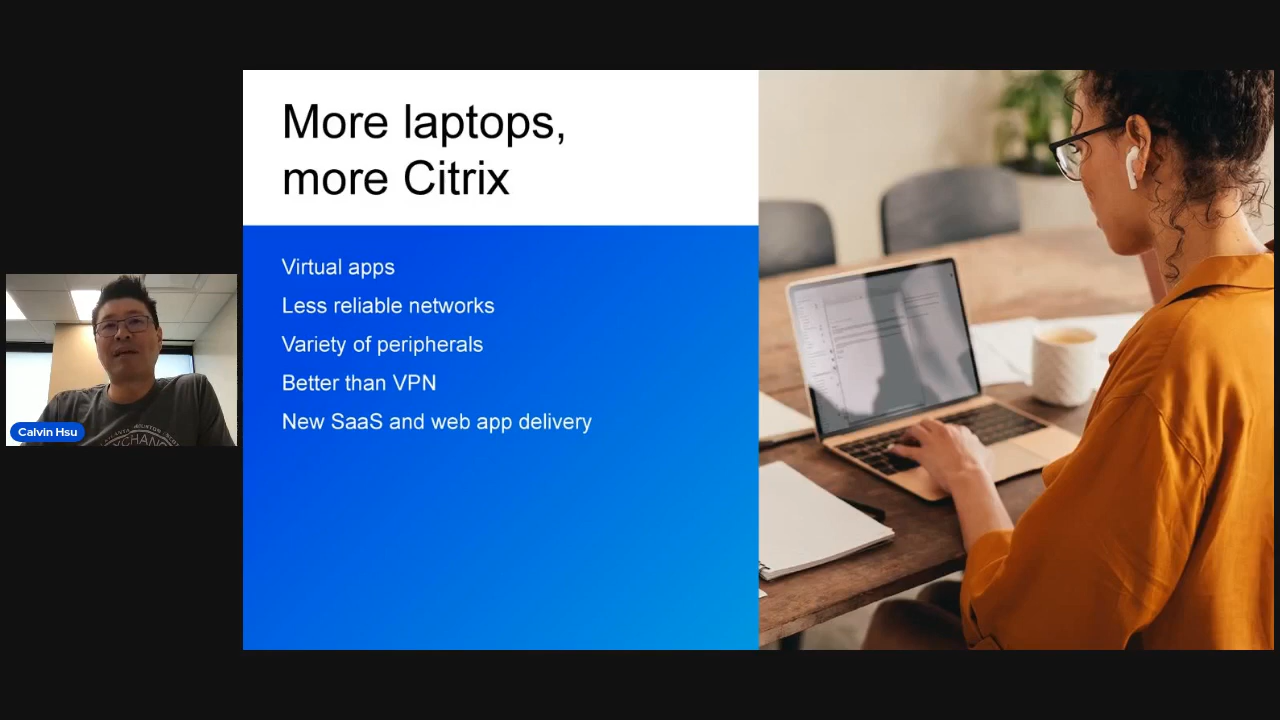 More laptops,
more Citrix
Virtual apps
Less reliable networks
Variety of peripherals
Better than VPN
New SaaS and web app delivery
Calvin Hsu